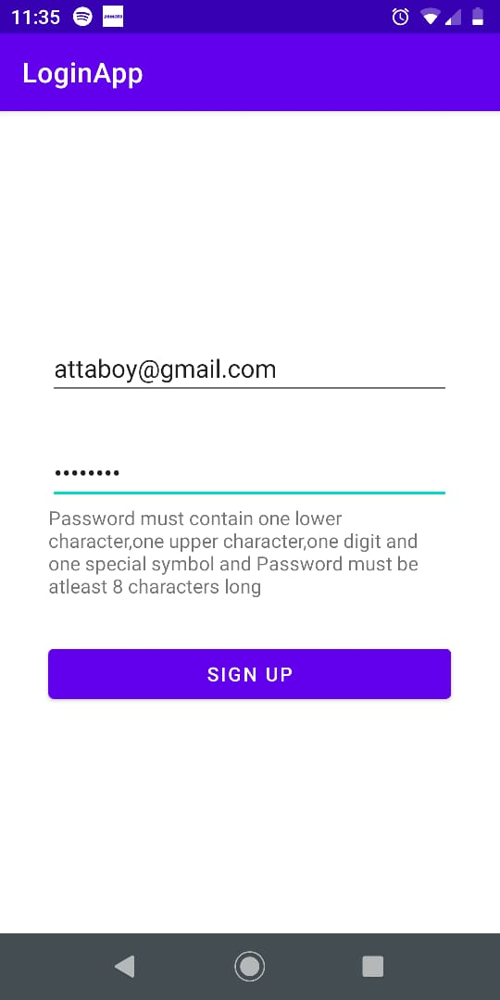 11:35
LoginApp
attaboy@gmail.com
••••••••
Password must contain one lower
character,one upper character,one digit and
one special symbol and Password must be
atleast 8 characters long
SIGN UP